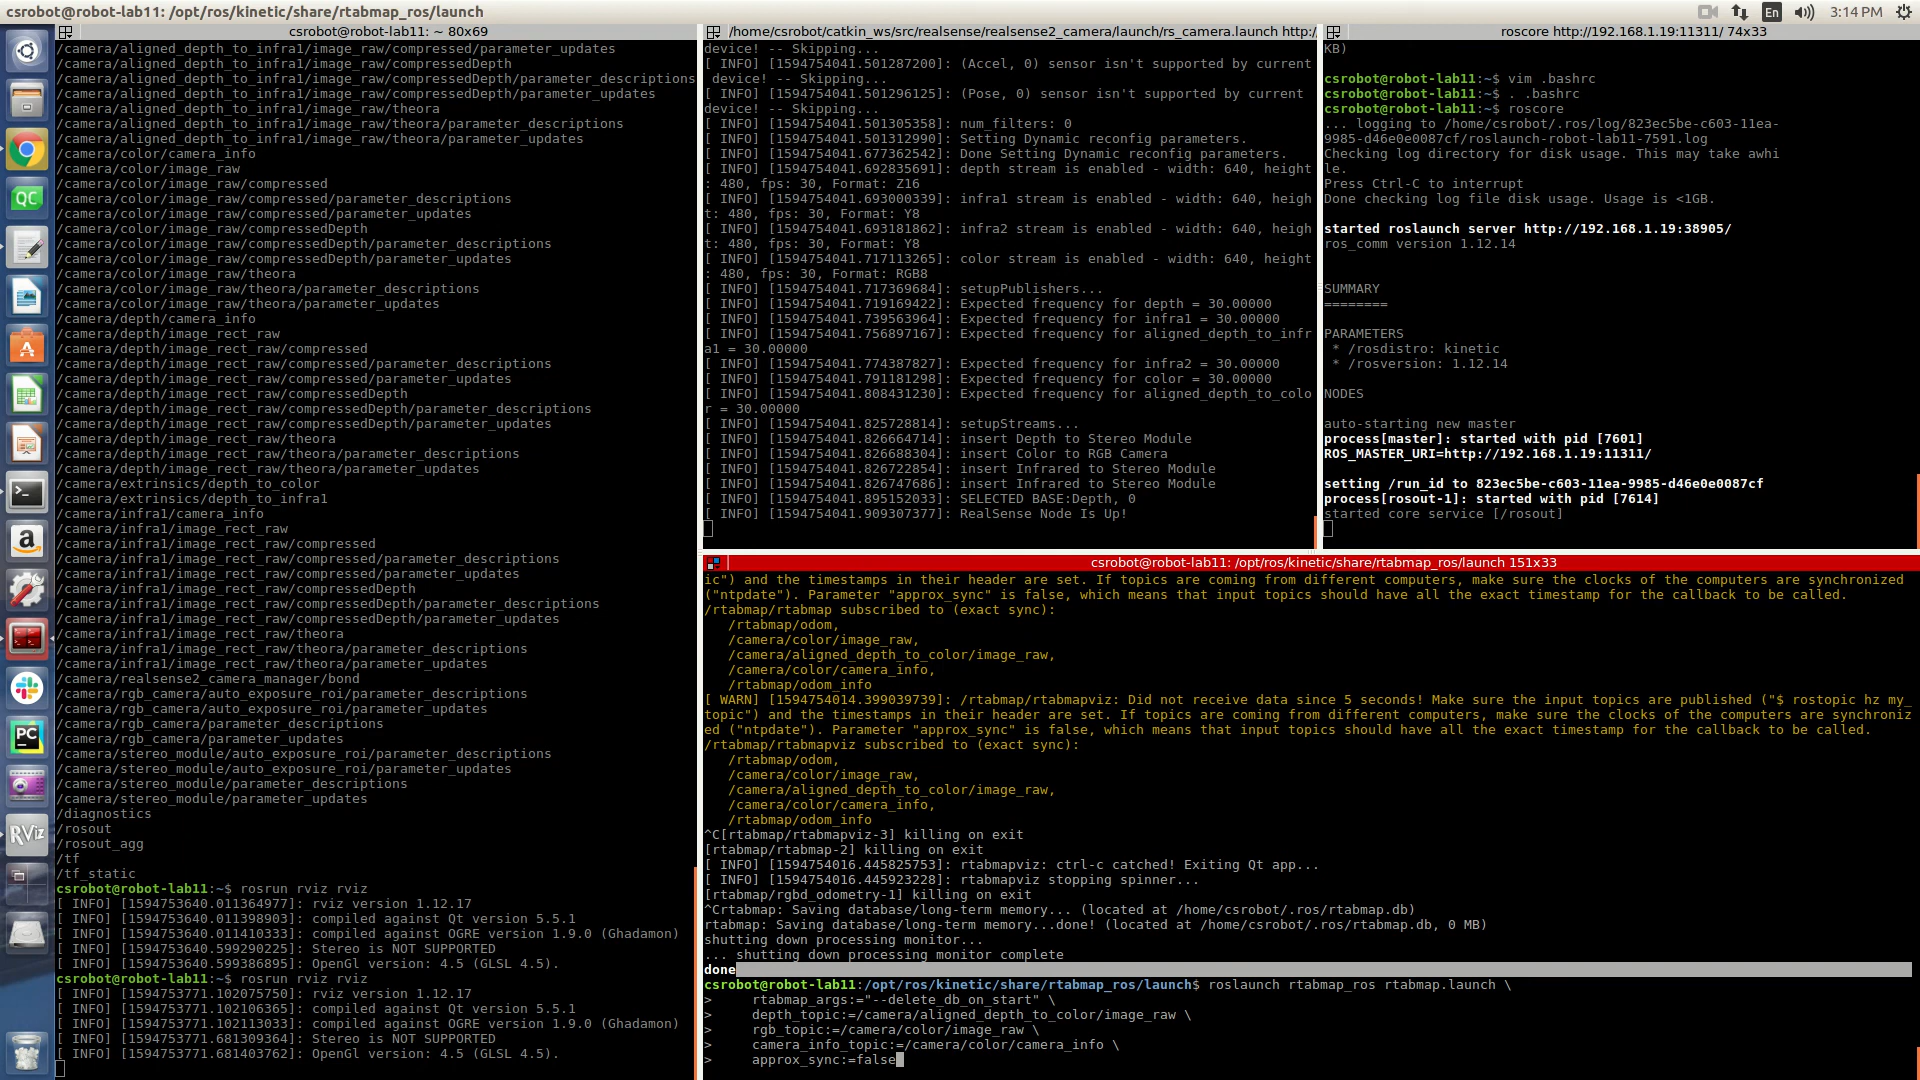 csrobot@robot-lab11: /opt/ros/kinetic/share/rtabmap_ros/launch
En
3:14 PM
csrobot@robot-lab11: ~ 80x69
/camera/aligned_depth_to_infra1/image_raw/compressed/parameter_updates
/camera/aligned_depth_to_infra1/image_raw/compressedDepth
/camera/aligned_depth_to_infra1/image_raw/compressedDepth/parameter_descriptions
/camera/aligned_depth_to_infra1/image_raw/compressedDepth/parameter_updates
/camera/aligned_depth_to_infra1/image_raw/theora
/camera/aligned_depth_to_infra1/image_raw/theora/parameter_descriptions
/camera/aligned_depth_to_infra1/image_raw/theora/parameter_updates
/camera/color/camera_info
/camera/color/image_raw
/camera/color/image_raw/compressed
/camera/color/image_raw/compressed/parameter_descriptions
/camera/color/image_raw/compressed/parameter_updates
/camera/color/image_raw/compressedDepth
/camera/color/image_raw/compressedDepth/parameter_descriptions
/camera/color/image_raw/compressedDepth/parameter_updates
/camera/color/image_raw/theora
/camera/color/image_raw/theora/parameter_descriptions
/camera/color/image_raw/theora/parameter_updates
/camera/depth/camera_info
/camera/depth/image_rect_raw
/camera/depth/image_rect_raw/compressed
/camera/depth/image_rect_raw/compressed/parameter_descriptions
/camera/depth/image_rect_raw/compressed/parameter_updates
/camera/depth/image_rect_raw/compressedDepth
/camera/depth/image_rect_raw/compressedDepth/parameter_descriptions
/camera/depth/image_rect_raw/compressedDepth/parameter_updates
/camera/depth/image_rect_raw/theora
/camera/depth/image_rect_raw/theora/parameter_descriptions
/camera/depth/image_rect_raw/theora/parameter_updates
/camera/extrinsics/depth_to_color
/camera/extrinsics/depth_to_infra1
/camera/infra1/camera_info
/camera/infra1/image_rect_raw
/camera/infra1/image_rect_raw/compressed
/camera/infra1/image_rect_raw/compressed/parameter_descriptions
/camera/infra1/image_rect_raw/compressed/parameter_updates
/camera/infra1/image_rect_raw/compressedDepth
/camera/infra1/image_rect_raw/compressedDepth/parameter_descriptions
/camera/infra1/image_rect_raw/compressedDepth/parameter_updates
/camera/infra1/image_rect_raw/theora
/camera/infra1/image_rect_raw/theora/parameter_descriptions
/camera/infra1/image_rect_raw/theora/parameter_updates
/camera/realsense2_camera_manager/bond
/camera/rgb_camera/auto_exposure_roi/parameter_descriptions
/camera/rgb_camera/auto_exposure_roi/parameter_updates
/camera/rgb_camera/parameter_descriptions
/camera/rgb_camera/parameter_updates
/camera/stereo_module/auto_exposure_roi/parameter_descriptions
/camera/stereo_module/auto_exposure_roi/parameter_updates
/camera/stereo_module/parameter_descriptions
/camera/stereo_module/parameter_updates
/diagnostics
/rosout
/rosout_agg
/tf
/tf_static
csrobot@robot-lab11:~$ rosrun rviz rviz
[ INFO] [1594753640.011364977]: rviz version 1.12.17
[ INFO] [1594753640.011398903]: compiled against Qt version 5.5.1
[ INFO] [1594753640.011410333]: compiled against OGRE version 1.9.0 (Ghadamon)
[ INFO] [1594753640.599290225]: Stereo is NOT SUPPORTED
[ INFO] [1594753640.599386895]: OpenGl version: 4.5 (GLSL 4.5).
csrobot@robot-lab11:~$ rosrun rviz rviz
[ INFO] [1594753771.102075750]: rviz version 1.12.17
[ INFO] [1594753771.102106365]: compiled against Qt version 5.5.1
[ INFO] [1594753771.102113033]: compiled against OGRE version 1.9.0 (Ghadamon)
[ INFO] [1594753771.681309364]: Stereo is NOT SUPPORTED
[ INFO] [1594753771.681403762]: OpenGl version: 4.5 (GLSL 4.5).
/home/csrobot/catkin_ws/src/realsense/realsense2_camera/launch/rs_camera.launch http:/
device! -- Skipping...
[ INFO] [1594754041.501287200]: (Accel, 0) sensor isn't supported by current
 device! -- Skipping...
[ INFO] [1594754041.501296125]: (Pose, 0) sensor isn't supported by current
device! -- Skipping...
[ INFO] [1594754041.501305358]: num_filters: 0
[ INFO] [1594754041.501312990]: Setting Dynamic reconfig parameters.
[ INFO] [1594754041.677362542]: Done Setting Dynamic reconfig parameters.
[ INFO] [1594754041.692835691]: depth stream is enabled - width: 640, height
: 480, fps: 30, Format: Z16
[ INFO] [1594754041.693000339]: infra1 stream is enabled - width: 640, heigh
t: 480, fps: 30, Format: Y8
[ INFO] [1594754041.693181862]: infra2 stream is enabled - width: 640, heigh
t: 480, fps: 30, Format: Y8
[ INFO] [1594754041.717113265]: color stream is enabled - width: 640, height
: 480, fps: 30, Format: RGB8
[ INFO] [1594754041.717369684]: setupPublishers...
[ INFO] [1594754041.719169422]: Expected frequency for depth = 30.00000
[ INFO] [1594754041.739563964]: Expected frequency for infra1 = 30.00000
[ INFO] [1594754041.756897167]: Expected frequency for aligned_depth_to_infr
a1 = 30.00000
[ INFO] [1594754041.774387827]: Expected frequency for infra2 = 30.00000
[ INFO] [1594754041.791181298]: Expected frequency for color = 30.00000
[ INFO] [1594754041.808431230]: Expected frequency for aligned_depth_to_colo
r = 30.00000
[ INFO] [1594754041.825728814]: setupStreams...
[ INFO] [1594754041.826664714]: insert Depth to Stereo Module
[ INFO] [1594754041.826688304]: insert Color to RGB Camera
[ INFO] [1594754041.826722854]: insert Infrared to Stereo Module
[ INFO] [1594754041.826747686]: insert Infrared to Stereo Module
[ INFO] [1594754041.895152033]: SELECTED BASE:Depth, 0
[ INFO] [1594754041.909307377]: RealSense Node Is Up!
roscore http://192.168.1.19:11311/ 74x33
KB)
csrobot@robot-lab11:~$ vim .bashrc
csrobot@robot-lab11:~$ . .bashrc
csrobot@robot-lab11:~$ roscore
... logging to /home/csrobot/.ros/log/823ec5be-c603-11ea-
9985-d46e0e0087cf/roslaunch-robot-lab11-7591.log
Checking log directory for disk usage. This may take awhi
le.
Press Ctrl-C to interrupt
Done checking log file disk usage. Usage is <1GB.
started roslaunch server http://192.168.1.19:38905/
ros_comm version 1.12.14
SUMMARY
========
PARAMETERS
 * /rosdistro: kinetic
 * /rosversion: 1.12.14
NODES
auto-starting new master
process[master]: started with pid [7601]
ROS_MASTER_URI=http://192.168.1.19:11311/
setting /run_id to 823ec5be-c603-11ea-9985-d46e0e0087cf
process[rosout-1]: started with pid [7614]
started core service [/rosout]
csrobot@robot-lab11: /opt/ros/kinetic/share/rtabmap_ros/launch 151x33
ic") and the timestamps in their header are set. If topics are coming from different computers, make sure the clocks of the computers are synchronized
("ntpdate"). Parameter "approx_sync" is false, which means that input topics should have all the exact timestamp for the callback to be called.
/rtabmap/rtabmap subscribed to (exact sync):
   /rtabmap/odom,
   /camera/color/image_raw,
   /camera/aligned_depth_to_color/image_raw,
   /camera/color/camera_info,
   /rtabmap/odom_info
[ WARN] [1594754014.399039739]: /rtabmap/rtabmapviz: Did not receive data since 5 seconds! Make sure the input topics are published ("$ rostopic hz my_
topic") and the timestamps in their header are set. If topics are coming from different computers, make sure the clocks of the computers are synchroniz
ed ("ntpdate"). Parameter "approx_sync" is false, which means that input topics should have all the exact timestamp for the callback to be called.
/rtabmap/rtabmapviz subscribed to (exact sync):
   /rtabmap/odom,
   /camera/color/image_raw,
   /camera/aligned_depth_to_color/image_raw,
   /camera/color/camera_info,
   /rtabmap/odom_info
^C[rtabmap/rtabmapviz-3] killing on exit
[rtabmap/rtabmap-2] killing on exit
[ INFO] [1594754016.445825753]: rtabmapviz: ctrl-c catched! Exiting Qt app...
[ INFO] [1594754016.445923228]: rtabmapviz stopping spinner...
[rtabmap/rgbd_odometry-1] killing on exit
^Crtabmap: Saving database/long-term memory... (located at /home/csrobot/.ros/rtabmap.db)
rtabmap: Saving database/long-term memory...done! (located at /home/csrobot/.ros/rtabmap.db, 0 MB)
shutting down processing monitor...
... shutting down processing monitor complete
done
csrobot@robot-lab11:/opt/ros/kinetic/share/rtabmap_ros/launch$ roslaunch rtabmap_ros rtabmap.launch \
>     rtabmap_args:="--delete_db_on_start" \
>     depth_topic:=/camera/aligned_depth_to_color/image_raw \
>     rgb_topic:=/camera/color/image_raw \
>     camera_info_topic:=/camera/color/camera_info \
>     approx_sync:=false
QC
A
a
PC
RViz